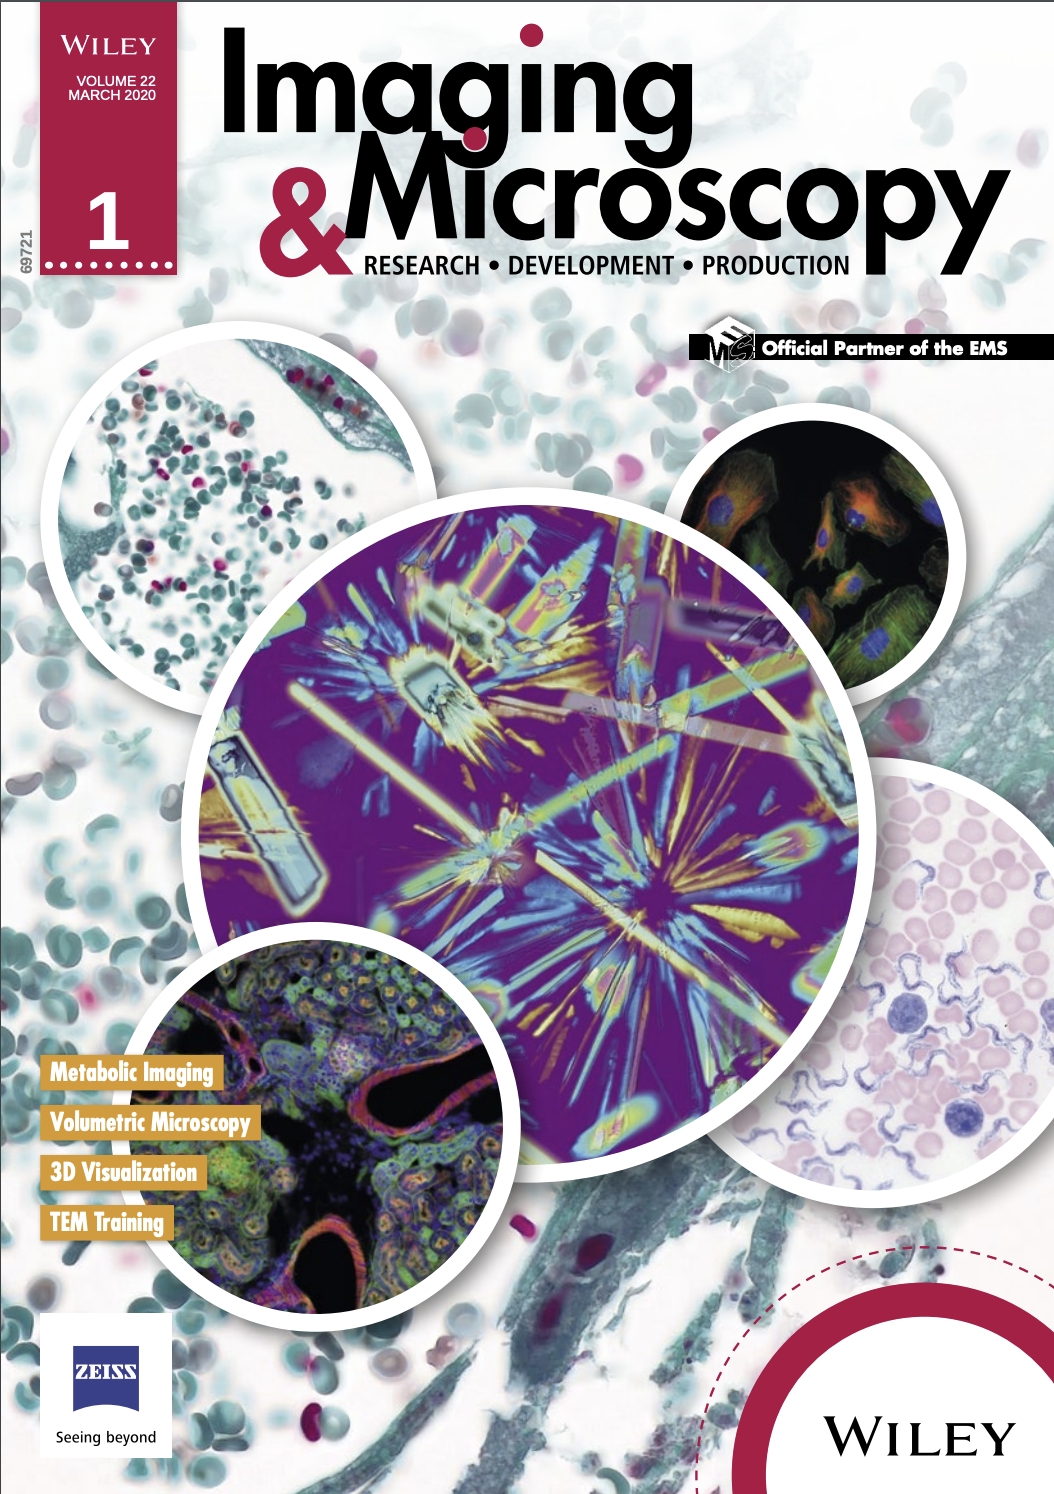 WILEY
VOLUME 22
MARCH 2020
1
69721
Imaging
& Microscopy
RESEARCH • DEVELOPMENT • PRODUCTION
EMS
Official Partner of the EMS
Metabolic Imaging
Volumetric Microscopy
3D Visualization
TEM Training
ZEISS
Seeing beyond
WILEY